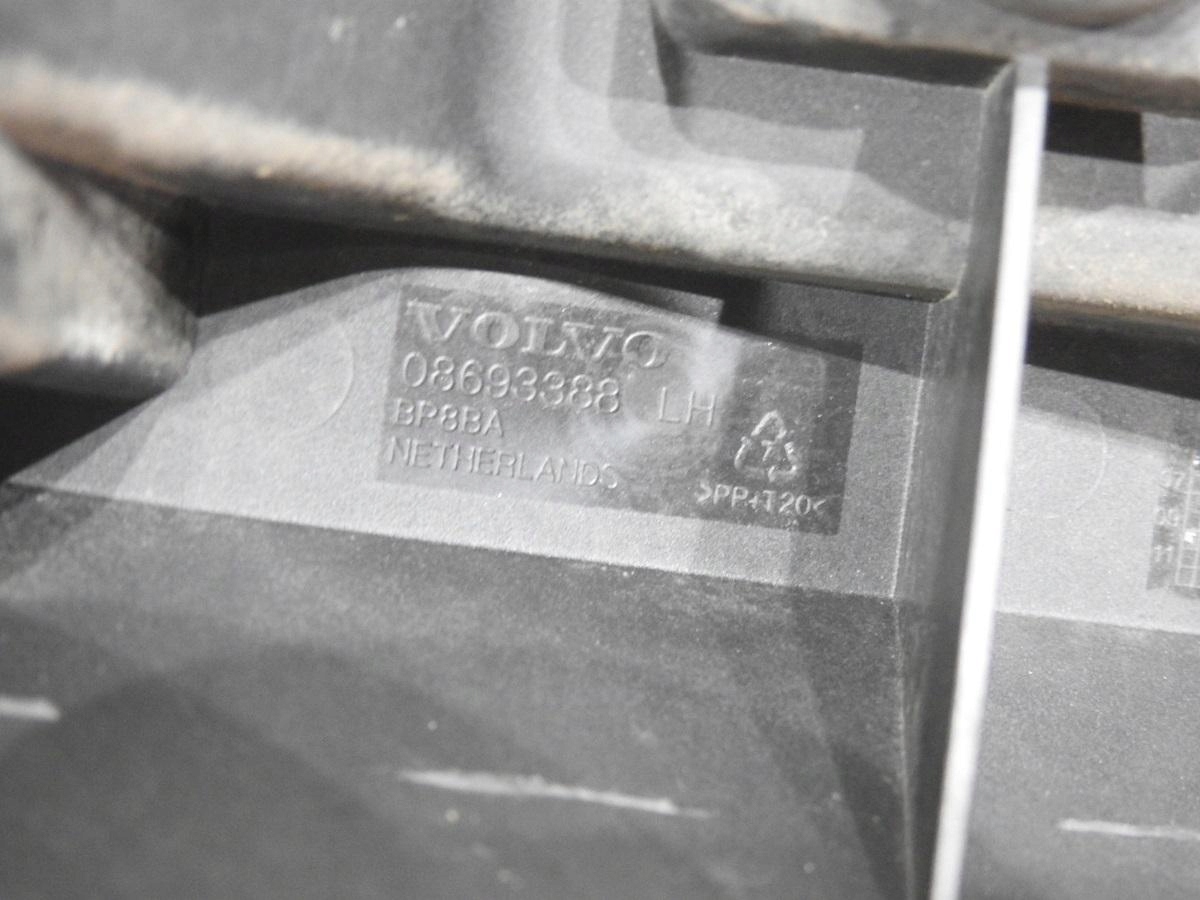 VOLVO
08693388 LH
BP8BA
NETHERLANDS
>PP+T20<